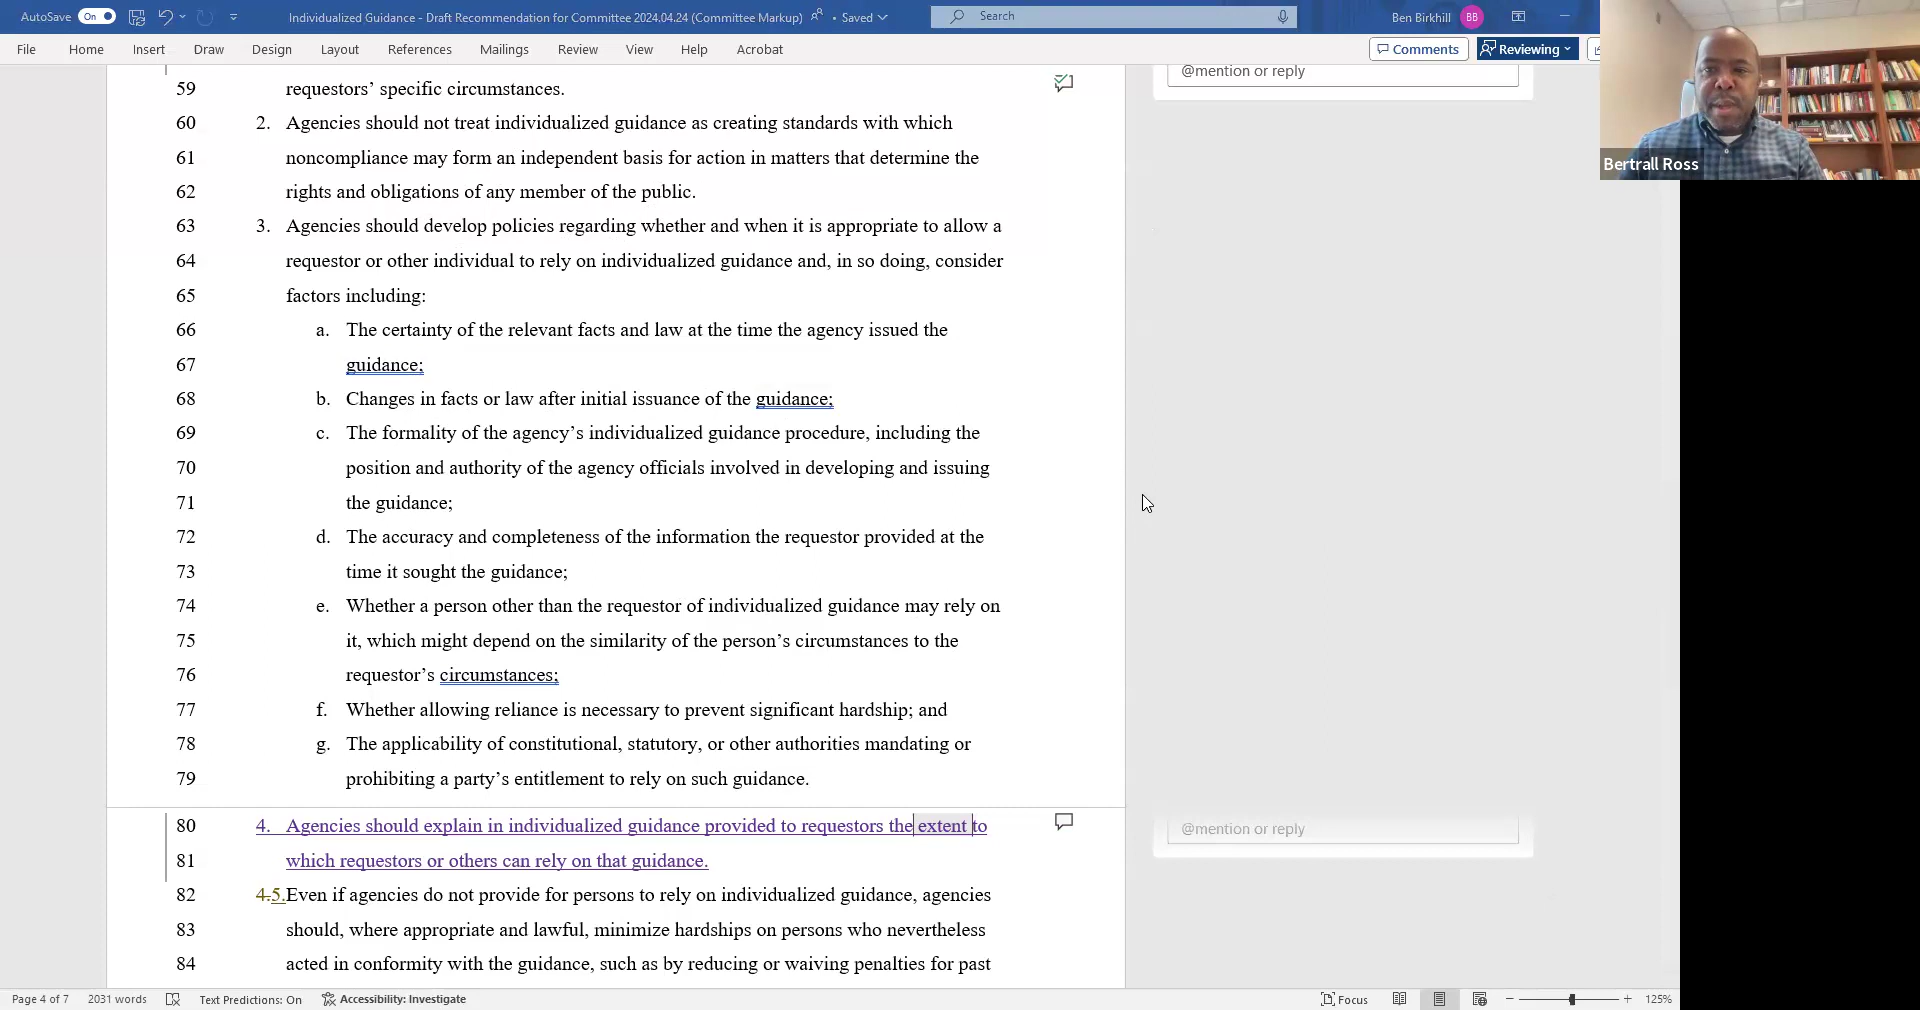 AutoSave On Individualized Guidance - Draft Recommendation for Committee 2024.04.24 (Committee Markup) • Saved Search Ben Birkhill BB
File Home Insert Draw Design Layout References Mailings Review View Help Acrobat Comments Reviewing
59 requestors’ specific circumstances.
@mention or reply
60 2. Agencies should not treat individualized guidance as creating standards with which
61 noncompliance may form an independent basis for action in matters that determine the
62 rights and obligations of any member of the public.
Bertrall Ross
63 3. Agencies should develop policies regarding whether and when it is appropriate to allow a
64 requestor or other individual to rely on individualized guidance and, in so doing, consider
65 factors including:
66 a. The certainty of the relevant facts and law at the time the agency issued the
67 guidance;
68 b. Changes in facts or law after initial issuance of the guidance;
69 c. The formality of the agency’s individualized guidance procedure, including the
70 position and authority of the agency officials involved in developing and issuing
71 the guidance;
72 d. The accuracy and completeness of the information the requestor provided at the
73 time it sought the guidance;
74 e. Whether a person other than the requestor of individualized guidance may rely on
75 it, which might depend on the similarity of the person’s circumstances to the
76 requestor’s circumstances;
77 f. Whether allowing reliance is necessary to prevent significant hardship; and
78 g. The applicability of constitutional, statutory, or other authorities mandating or
79 prohibiting a party’s entitlement to rely on such guidance.
80 4. Agencies should explain in individualized guidance provided to requestors the extent to
@mention or reply
81 which requestors or others can rely on that guidance.
82 4.5. Even if agencies do not provide for persons to rely on individualized guidance, agencies
83 should, where appropriate and lawful, minimize hardships on persons who nevertheless
84 acted in conformity with the guidance, such as by reducing or waiving penalties for past
Page 4 of 7 2031 words Text Predictions: On Accessibility: Investigate Focus 125%